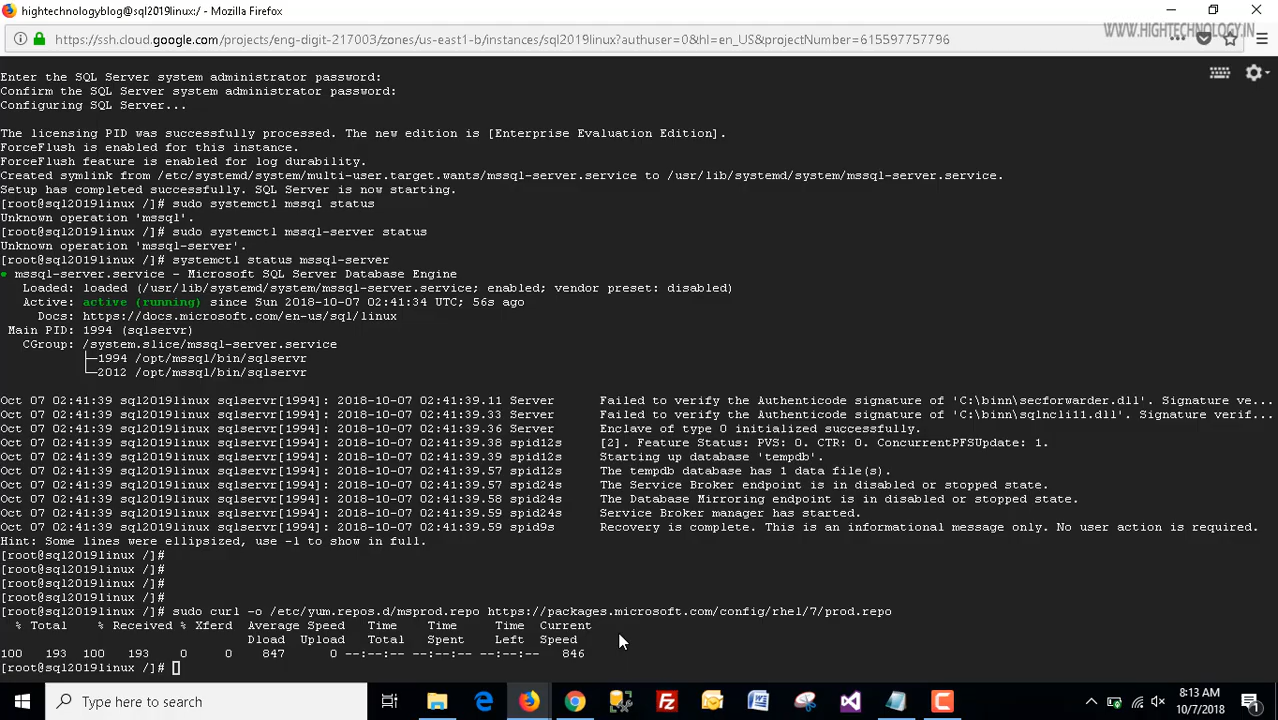 hightechnologyblog@sql2019linux:/ - Mozilla Firefox
https://ssh.cloud.google.com/projects/eng-digit-217003/zones/us-east1-b/instances/sql2019linux?authuser=0&hl=en_US&projectNumber=615597757796
WWW.HIGHTECHNOLOGY.IN
Enter the SQL Server system administrator password:
Confirm the SQL Server system administrator password:
Configuring SQL Server...
The licensing PID was successfully processed. The new edition is [Enterprise Evaluation Edition].
ForceFlush is enabled for this instance.
ForceFlush feature is enabled for log durability.
Created symlink from /etc/systemd/system/multi-user.target.wants/mssql-server.service to /usr/lib/systemd/system/mssql-server.service.
Setup has completed successfully. SQL Server is now starting.
[root@sql2019linux /]# sudo systemctl mssql status
Unknown operation 'mssql'.
[root@sql2019linux /]# sudo systemctl mssql-server status
Unknown operation 'mssql-server'.
[root@sql2019linux /]# systemctl status mssql-server
● mssql-server.service - Microsoft SQL Server Database Engine
Loaded: loaded (/usr/lib/systemd/system/mssql-server.service; enabled; vendor preset: disabled)
Active: active (running) since Sun 2018-10-07 02:41:34 UTC; 56s ago
Docs: https://docs.microsoft.com/en-us/sql/linux
Main PID: 1994 (sqlservr)
CGroup: /system.slice/mssql-server.service
├─1994 /opt/mssql/bin/sqlservr
└─2012 /opt/mssql/bin/sqlservr
Oct 07 02:41:39 sql2019linux sqlservr[1994]: 2018-10-07 02:41:39.11 Server Failed to verify the Authenticode signature of 'C:\binn\secforwarder.dll'. Signature ve...
Oct 07 02:41:39 sql2019linux sqlservr[1994]: 2018-10-07 02:41:39.33 Server Failed to verify the Authenticode signature of 'C:\binn\sqlncli11.dll'. Signature verif...
Oct 07 02:41:39 sql2019linux sqlservr[1994]: 2018-10-07 02:41:39.36 Server Enclave of type 0 initialized successfully.
Oct 07 02:41:39 sql2019linux sqlservr[1994]: 2018-10-07 02:41:39.38 spid12s [2]. Feature Status: PVS: 0. CTR: 0. ConcurrentPFSUpdate: 1.
Oct 07 02:41:39 sql2019linux sqlservr[1994]: 2018-10-07 02:41:39.39 spid12s Starting up database 'tempdb'.
Oct 07 02:41:39 sql2019linux sqlservr[1994]: 2018-10-07 02:41:39.57 spid12s The tempdb database has 1 data file(s).
Oct 07 02:41:39 sql2019linux sqlservr[1994]: 2018-10-07 02:41:39.57 spid24s The Service Broker endpoint is in disabled or stopped state.
Oct 07 02:41:39 sql2019linux sqlservr[1994]: 2018-10-07 02:41:39.58 spid24s The Database Mirroring endpoint is in disabled or stopped state.
Oct 07 02:41:39 sql2019linux sqlservr[1994]: 2018-10-07 02:41:39.59 spid24s Service Broker manager has started.
Oct 07 02:41:39 sql2019linux sqlservr[1994]: 2018-10-07 02:41:39.59 spid9s Recovery is complete. This is an informational message only. No user action is required.
Hint: Some lines were ellipsized, use -l to show in full.
[root@sql2019linux /]#
[root@sql2019linux /]#
[root@sql2019linux /]#
[root@sql2019linux /]#
[root@sql2019linux /]# sudo curl -o /etc/yum.repos.d/msprod.repo https://packages.microsoft.com/config/rhel/7/prod.repo
% Total % Received % Xferd Average Speed Time Time Time Current
Dload Upload Total Spent Left Speed
100 193 100 193 0 0 847 0 --:--:-- --:--:-- --:--:-- 846
[root@sql2019linux /]#
Type here to search
8:13 AM
10/7/2018
1